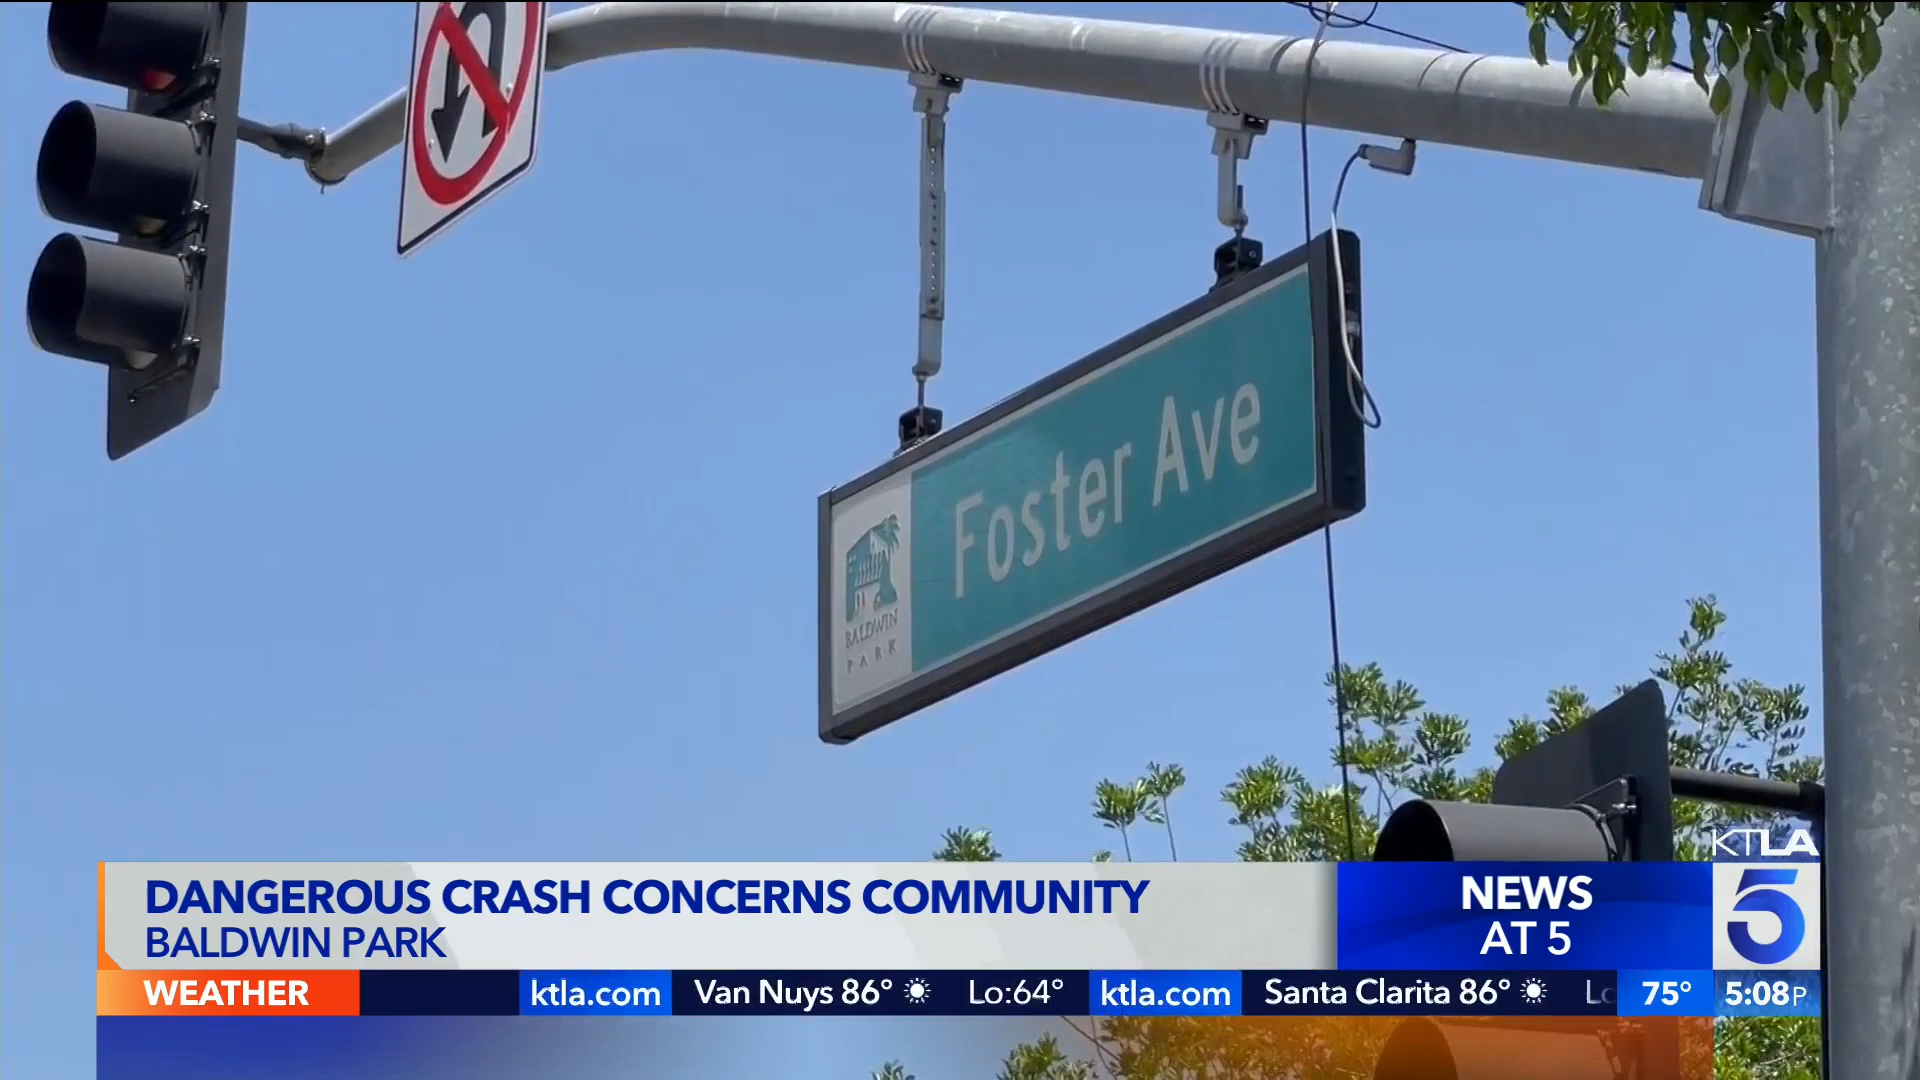 Foster Ave
BALDWIN
PARK
KTLA
5
DANGEROUS CRASH CONCERNS COMMUNITY
BALDWIN PARK
NEWS
AT 5
WEATHER
ktla.com
Van Nuys 86°
Lo:64°
ktla.com
Santa Clarita 86°
75°
5:08P